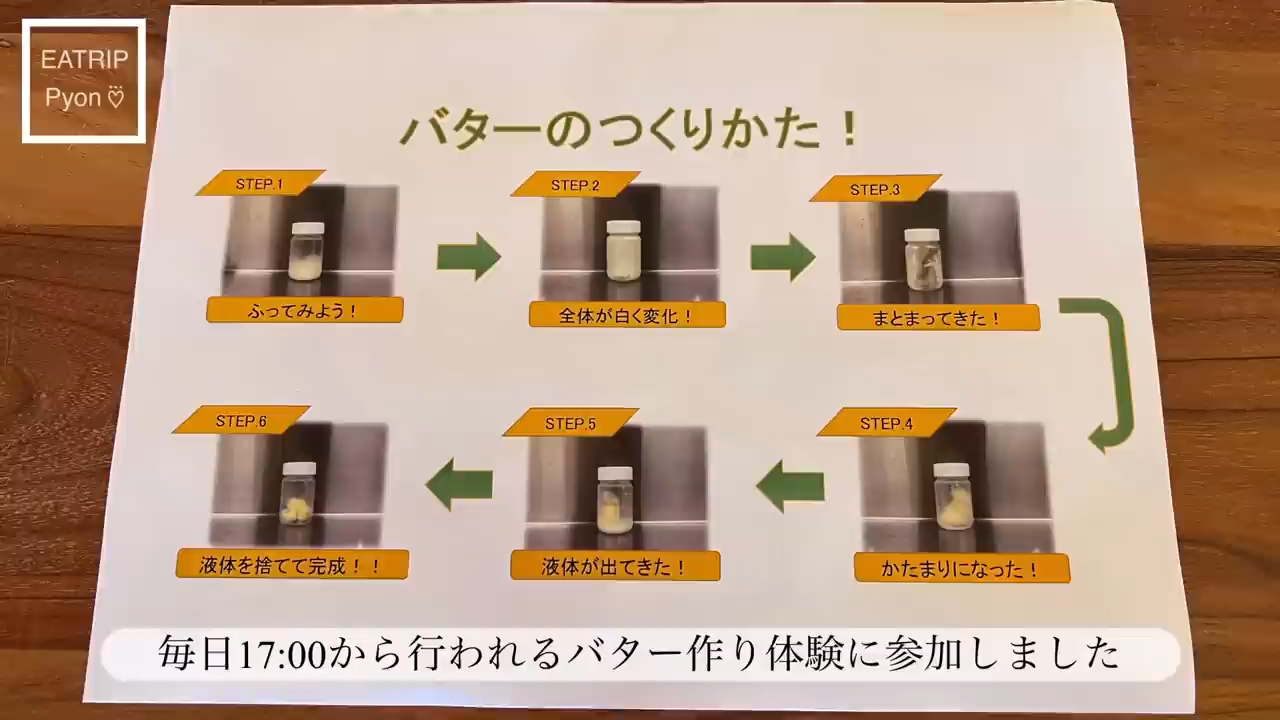 EATRIP
Pyon♡
バターのつくりかた！
STEP.1
ふってみよう！
STEP.2
全体が白く変化！
STEP.3
まとまってきた！
STEP.4
かたまりになった！
STEP.5
液体が出てきた！
STEP.6
液体を捨てて完成！！
毎日17:00から行われるバター作り体験に参加しました